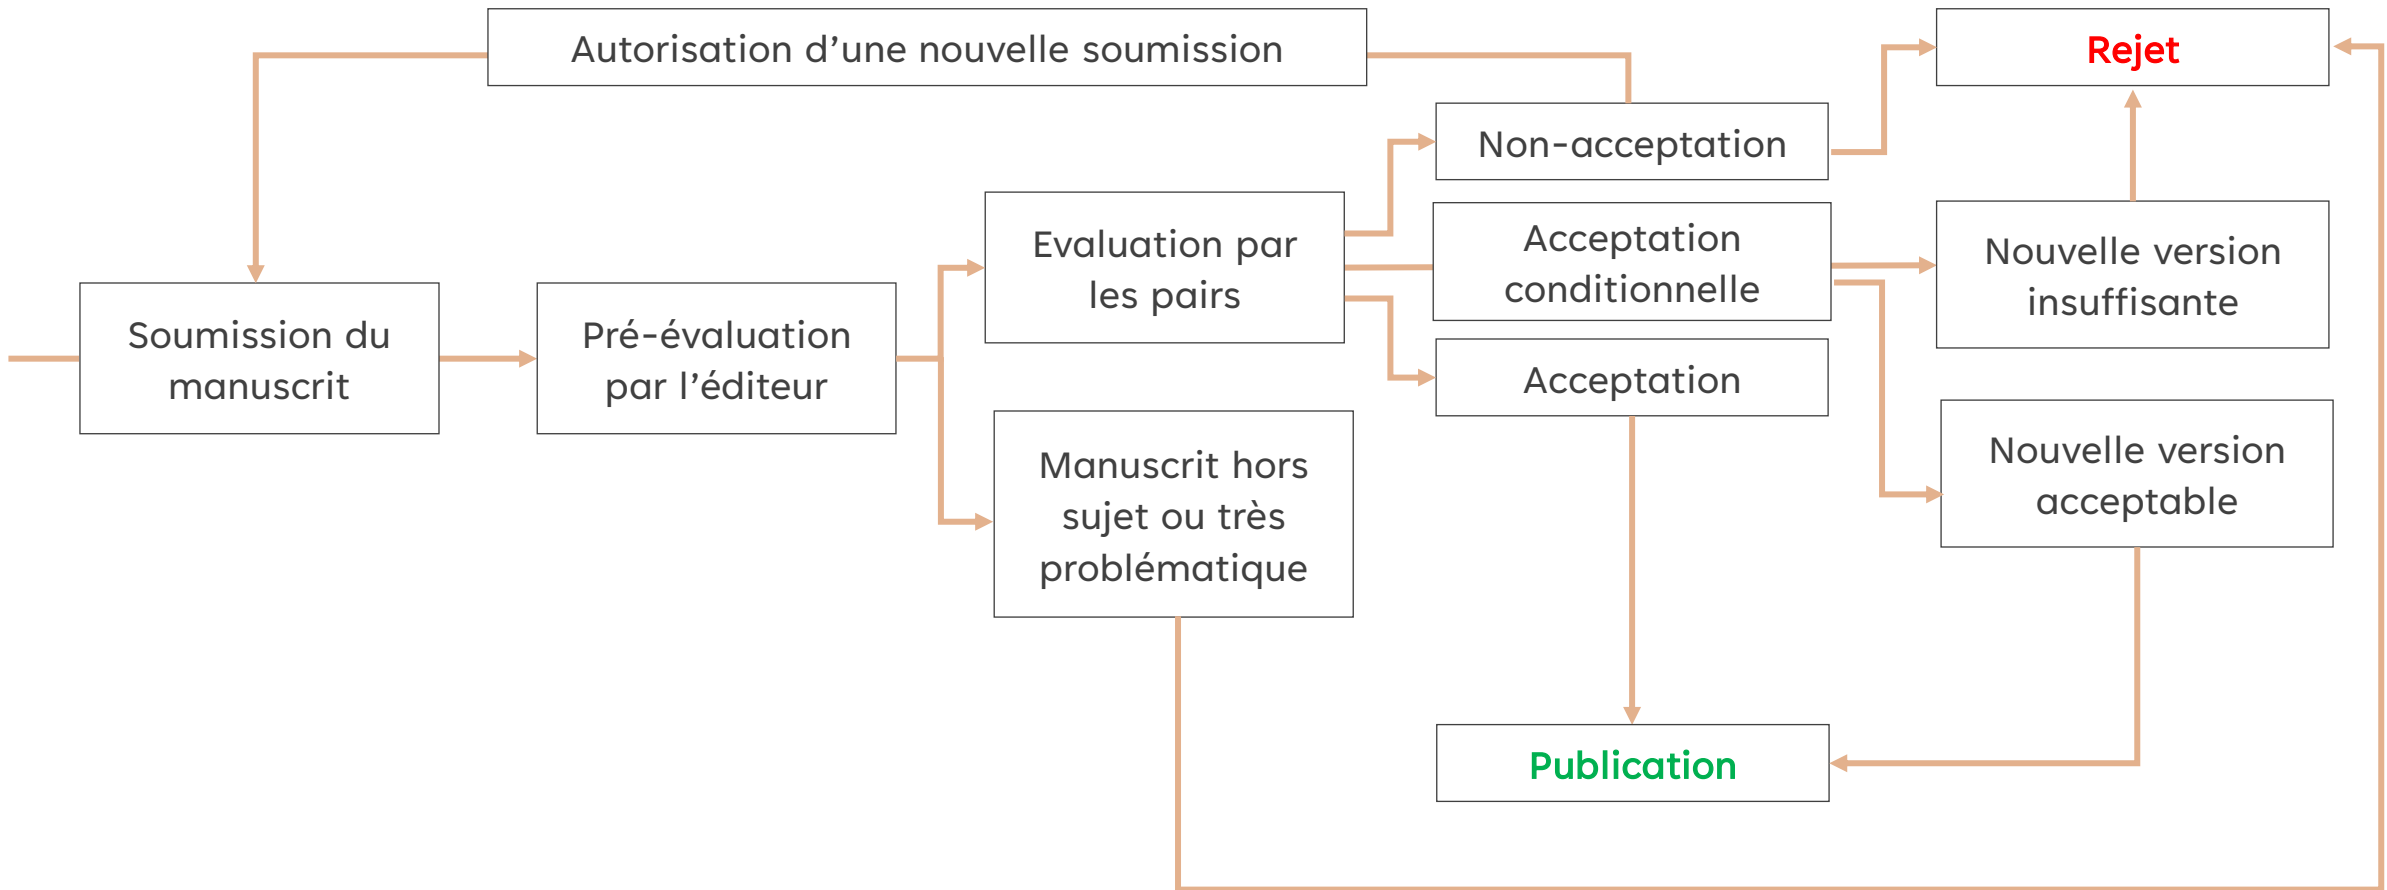 Autorisation d’une nouvelle soumission
Rejet
Non-acceptation
Evaluation par
les pairs
Acceptation
conditionnelle
Nouvelle version
insuffisante
Soumission du
manuscrit
Pré-évaluation
par l’éditeur
Acceptation
Manuscrit hors
sujet ou très
problématique
Nouvelle version
acceptable
Publication